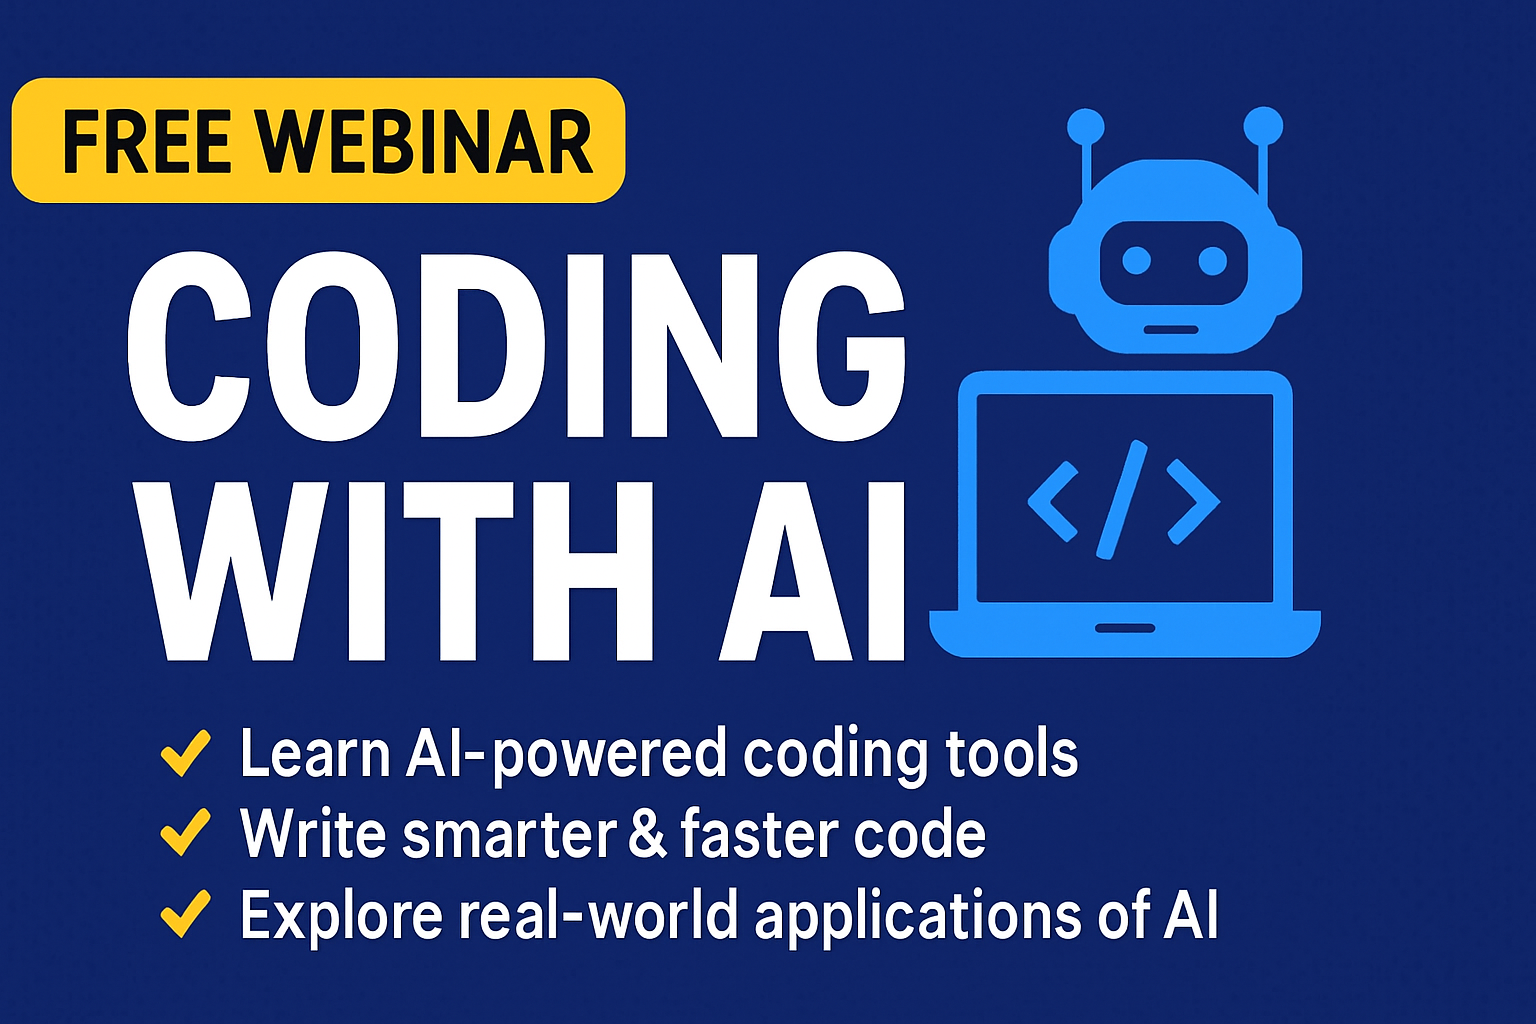 FREE WEBINAR
CODING
WITH AI
</>
Learn AI-powered coding tools
Write smarter & faster code
Explore real-world applications of AI